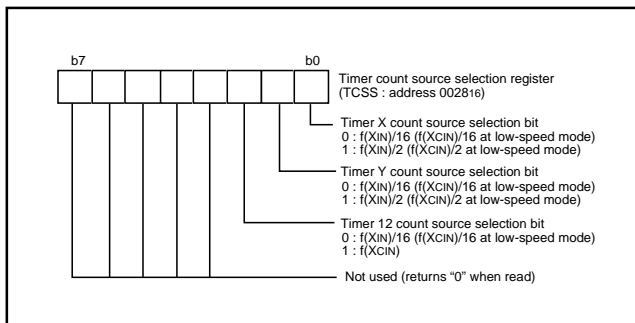 b7 b0
Timer count source selection register
(TCSS : address 002816)
Timer X count source selection bit
0 : f(XIN)/16 (f(XCIN)/16 at low-speed mode)
1 : f(XIN)/2 (f(XCIN)/2 at low-speed mode)
Timer Y count source selection bit
0 : f(XIN)/16 (f(XCIN)/16 at low-speed mode)
1 : f(XIN)/2 (f(XCIN)/2 at low-speed mode)
Timer 12 count source selection bit
0 : f(XIN)/16 (f(XCIN)/16 at low-speed mode)
1 : f(XCIN)
Not used (returns “0” when read)